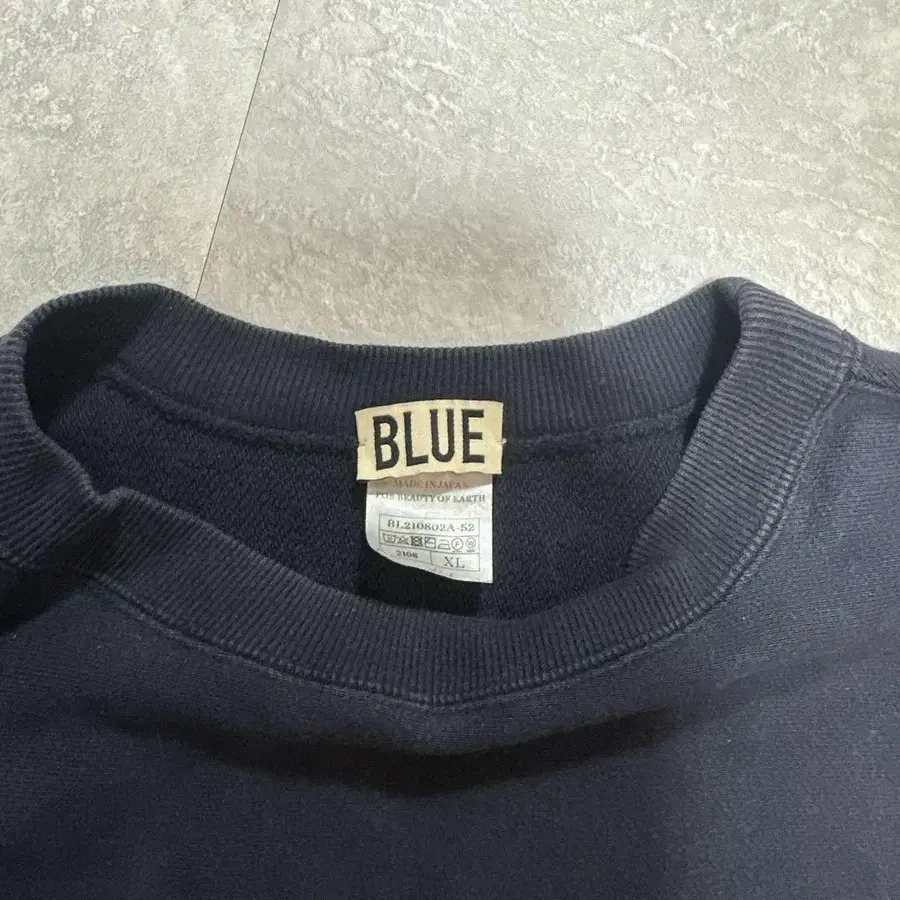 BLUE
MADE IN JAPAN
FOR BEAUTY OF EARTH
BL210802A-52
2108
XL